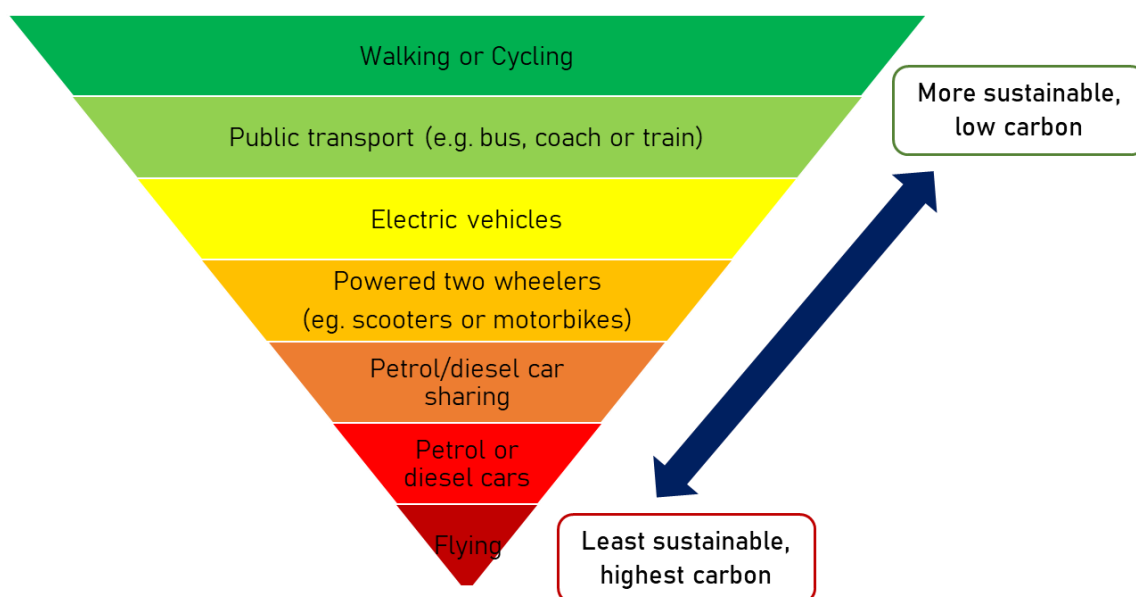 Walking or Cycling
More sustainable,
low carbon
Public transport (e.g. bus, coach or train)
Electric vehicles
Powered two wheelers
(eg. scooters or motorbikes)
Petrol/diesel car
sharing
Petrol or
diesel cars
Flying
Least sustainable,
highest carbon